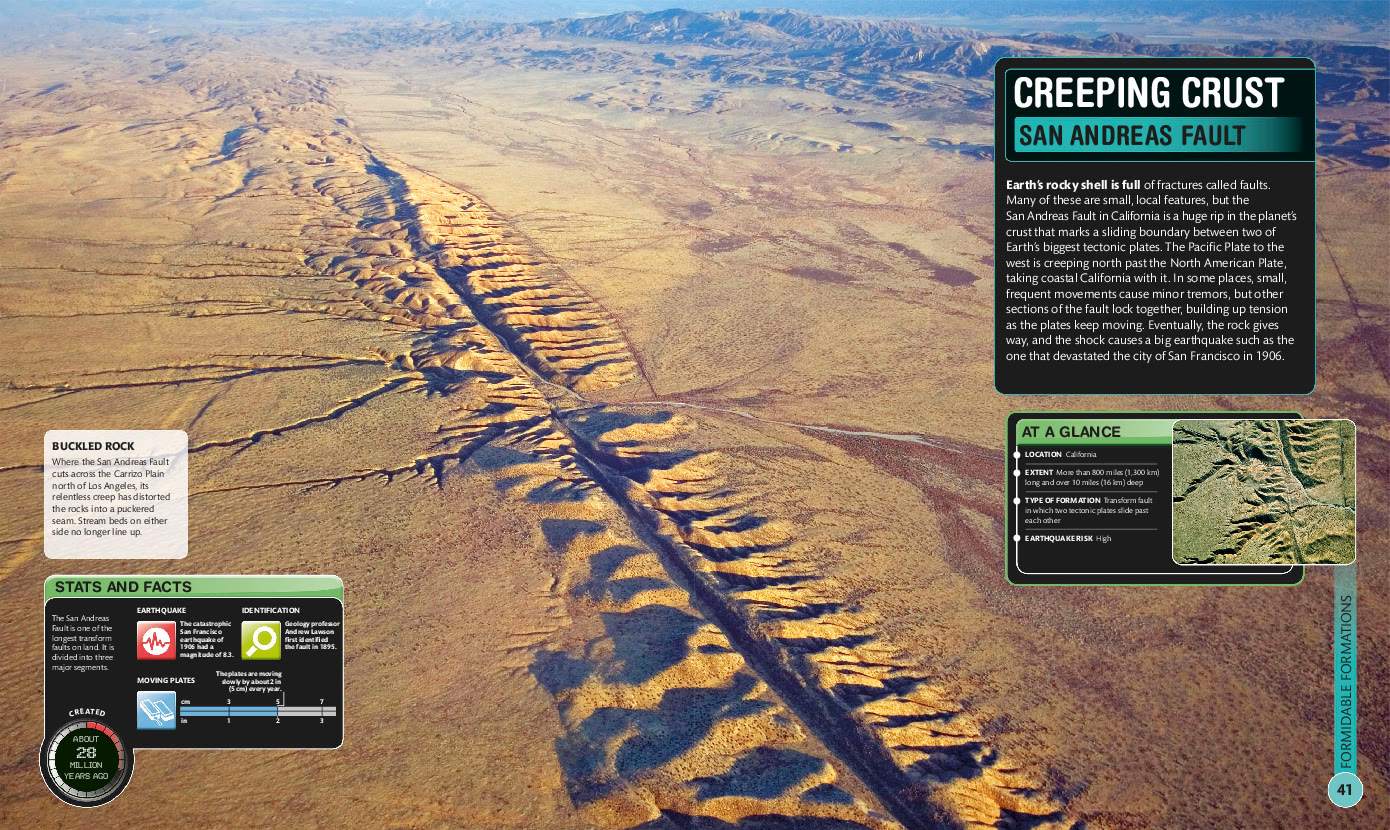 CREEPING CRUST
SAN ANDREAS FAULT
Earth's rocky shell is full of fractures called faults.
Many of these are small, local features, but the
San Andreas Fault in California is a huge rip in the planet's
crust that marks a sliding boundary between two of
Earth's biggest tectonic plates. The Pacific Plate to the
west is creeping north past the North American Plate,
taking coastal California with it. In some places, small,
frequent movements cause minor tremors, but other
sections of the fault lock together, building up tension
as the plates keep moving. Eventually, the rock gives
way, and the shock causes a big earthquake such as the
one that devastated the city of San Francisco in 1906.
AT A GLANCE
LOCATION California
EXTENT More than 800 miles (1,300 km)
long and over 10 miles (16 km) deep
TYPE OF FORMATION Transform fault
in which two tectonic plates slide past
each other
EARTHQUAKE RISK High
BUCKLED ROCK
Where the San Andreas Fault
cuts across the Carrizo Plain
north of Los Angeles, its
relentless creep has distorted
the rocks into a puckered
seam. Stream beds on either
side no longer line up.
STATS AND FACTS
The San Andreas
Fault is one of the
longest transform
faults on land. It is
divided into three
major segments.
EARTHQUAKE
The catastrophic
San Francisco
earthquake of
1906 had a
magnitude of 8.3.
IDENTIFICATION
Geology professor
Andrew Lawson
first identified
the fault in 1895.
MOVING PLATES
The plates are moving
slowly by about 2 in
(5 cm) every year.
cm 3 5 7
in 1 2 3
CREATED
ABOUT
28
MILLION
YEARS AGO
FORMIDABLE FORMATIONS
41